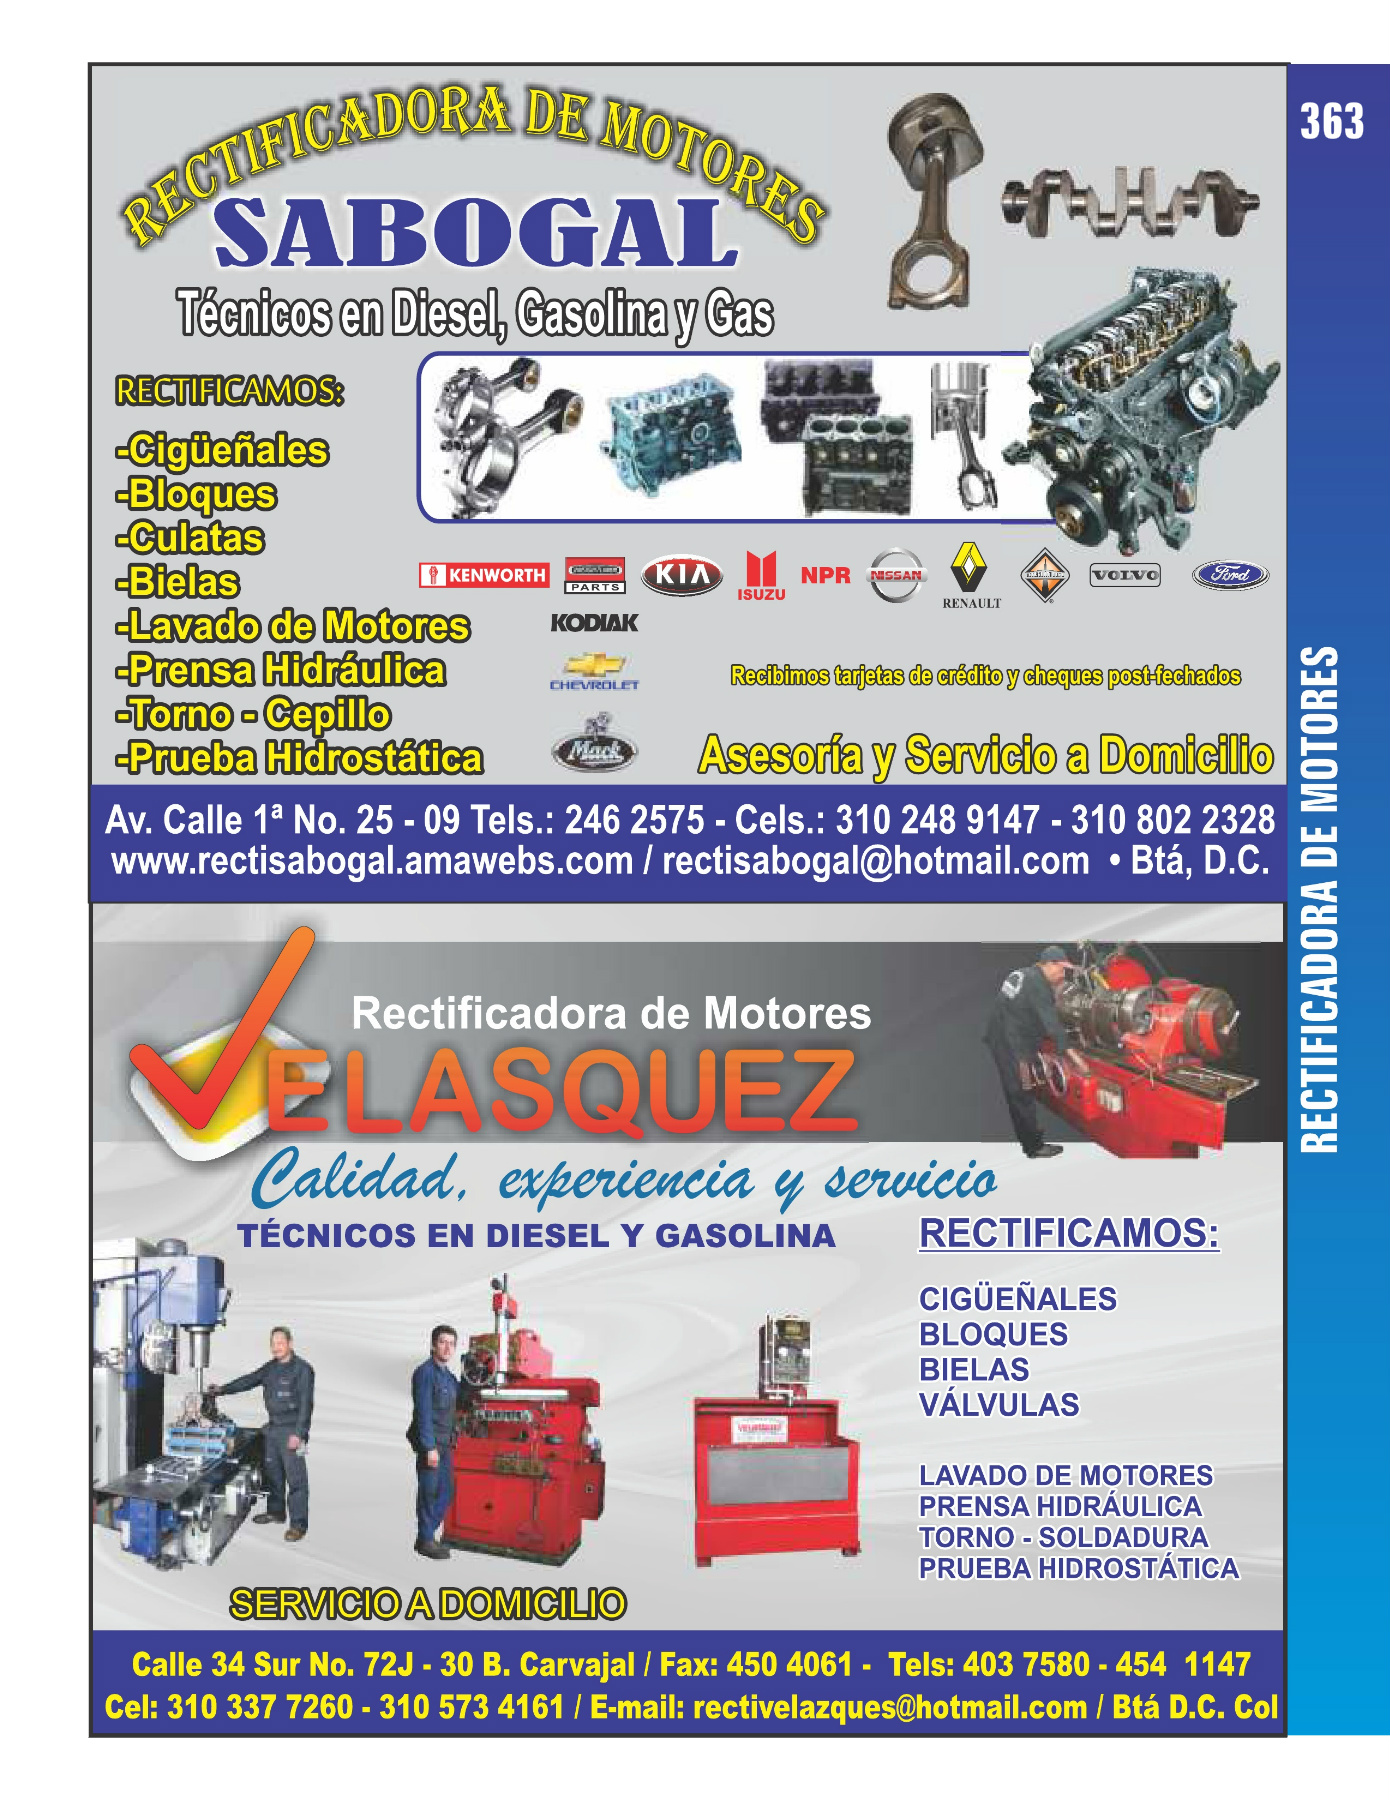 363
RECTIFICADORA DE MOTORES
RECTIFICADORA DE MOTORES
SABOGAL
Técnicos en Diesel, Gasolina y Gas
RECTIFICAMOS:
-Cigüeñales
-Bloques
-Culatas
-Bielas
-Lavado de Motores
-Prensa Hidráulica
-Torno - Cepillo
-Prueba Hidrostática
KENWORTH
PARTS
KIA
ISUZU
NPR
NISSAN
RENAULT
VOLVO
Ford
KODIAK
CHEVROLET
Mack
Recibimos tarjetas de crédito y cheques post-fechados
Asesoría y Servicio a Domicilio
Av. Calle 1ª No. 25 - 09 Tels.: 246 2575 - Cels.: 310 248 9147 - 310 802 2328
www.rectisabogal.amawebs.com / rectisabogal@hotmail.com • Btá, D.C.
Rectificadora de Motores
VELASQUEZ
Calidad, experiencia y servicio
TÉCNICOS EN DIESEL Y GASOLINA
RECTIFICAMOS:
CIGÜEÑALES
BLOQUES
BIELAS
VÁLVULAS
LAVADO DE MOTORES
PRENSA HIDRÁULICA
TORNO - SOLDADURA
PRUEBA HIDROSTÁTICA
SERVICIO A DOMICILIO
Calle 34 Sur No. 72J - 30 B. Carvajal / Fax: 450 4061 - Tels: 403 7580 - 454 1147
Cel: 310 337 7260 - 310 573 4161 / E-mail: rectivelazques@hotmail.com / Btá D.C. Col